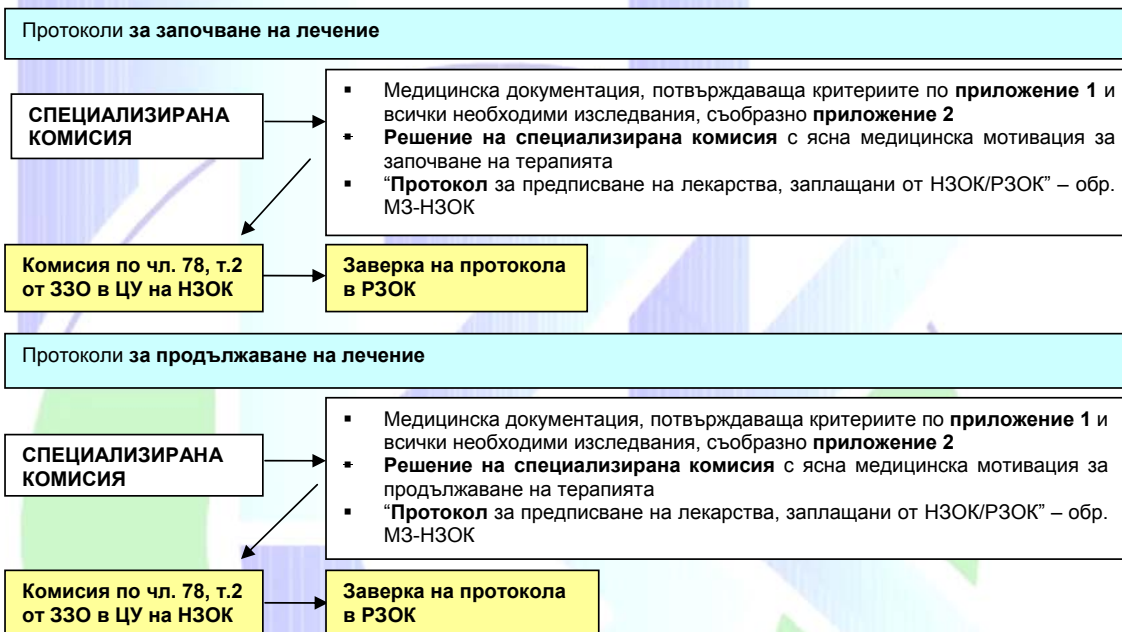 Протоколи за започване на лечение
СПЕЦИАЛИЗИРАНА
КОМИСИЯ
▪ Медицинска документация, потвърждаваща критериите по приложение 1 и
всички необходими изследвания, съобразно приложение 2
▪ Решение на специализирана комисия с ясна медицинска мотивация за
започване на терапията
▪ “Протокол за предписване на лекарства, заплащани от НЗОК/РЗОК” – обр.
МЗ-НЗОК
Комисия по чл. 78, т.2
от ЗЗО в ЦУ на НЗОК
Заверка на протокола
в РЗОК
Протоколи за продължаване на лечение
СПЕЦИАЛИЗИРАНА
КОМИСИЯ
▪ Медицинска документация, потвърждаваща критериите по приложение 1 и
всички необходими изследвания, съобразно приложение 2
▪ Решение на специализирана комисия с ясна медицинска мотивация за
продължаване на терапията
▪ “Протокол за предписване на лекарства, заплащани от НЗОК/РЗОК” – обр.
МЗ-НЗОК
Комисия по чл. 78, т.2
от ЗЗО в ЦУ на НЗОК
Заверка на протокола
в РЗОК